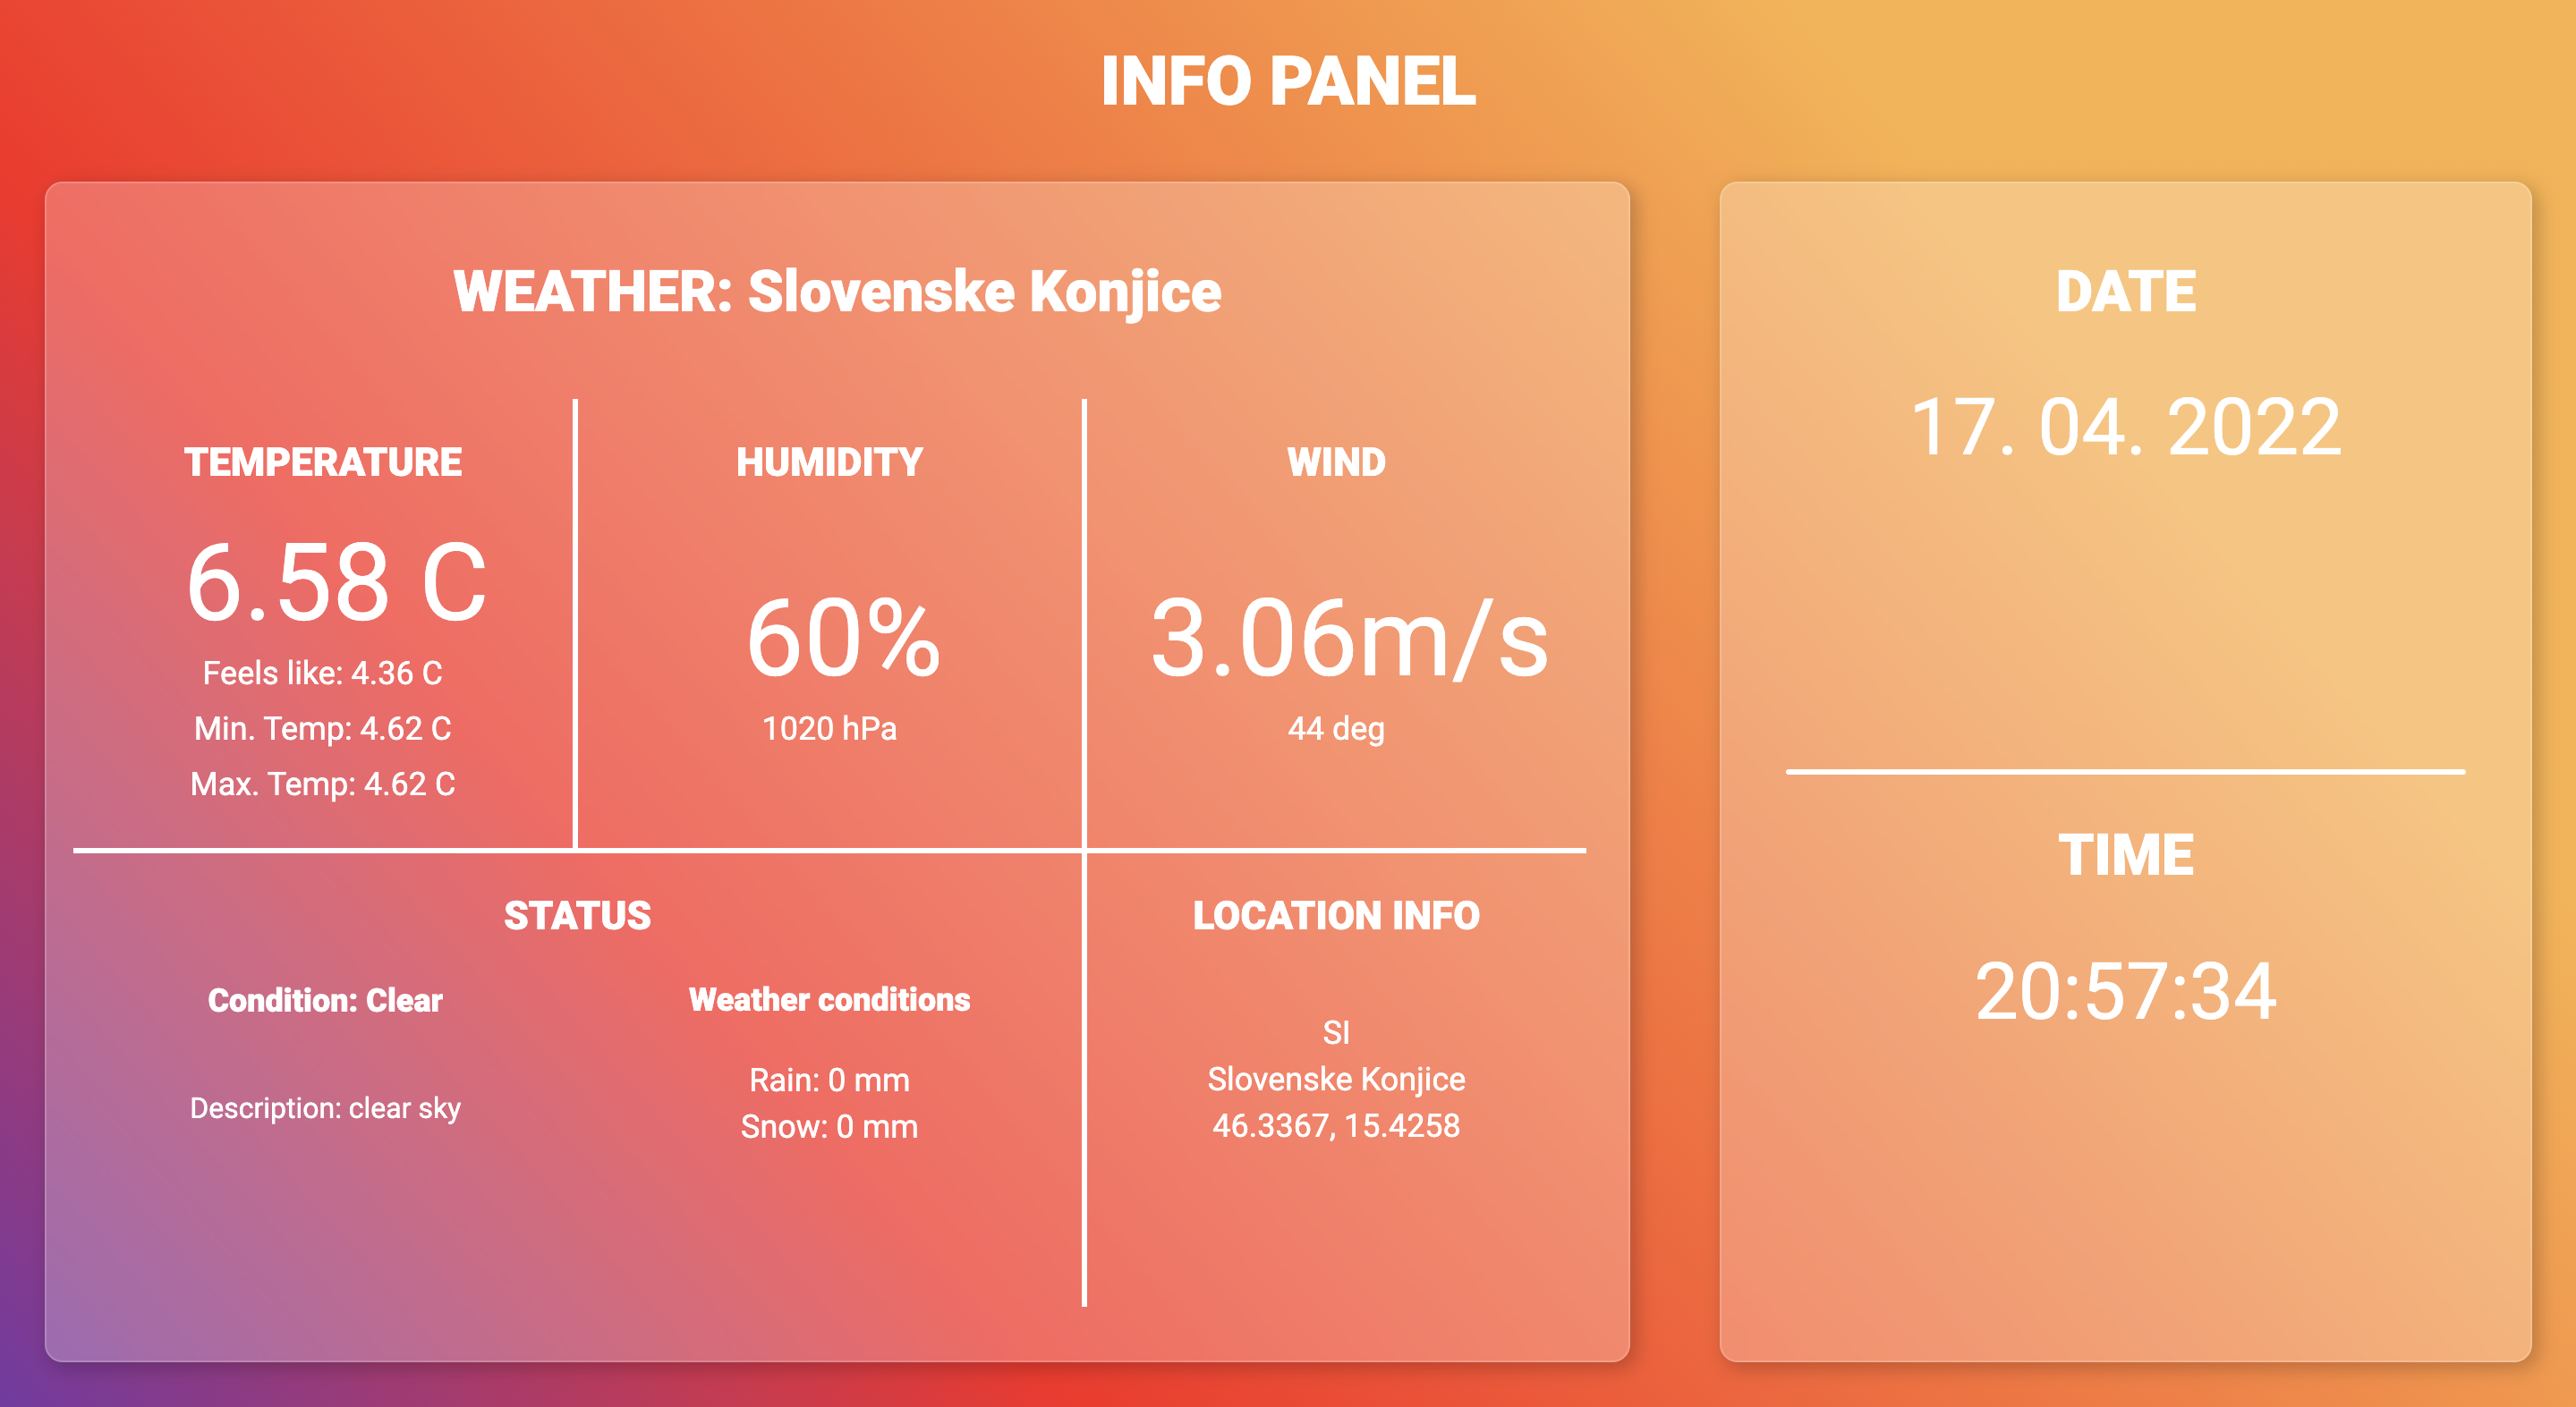 INFO PANEL
WEATHER: Slovenske Konjice
TEMPERATURE
6.58 C
Feels like: 4.36 C
Min. Temp: 4.62 C
Max. Temp: 4.62 C
HUMIDITY
60%
1020 hPa
WIND
3.06m/s
44 deg
STATUS
Condition: Clear
Description: clear sky
Weather conditions
Rain: 0 mm
Snow: 0 mm
LOCATION INFO
SI
Slovenske Konjice
46.3367, 15.4258
DATE
17. 04. 2022
TIME
20:57:34